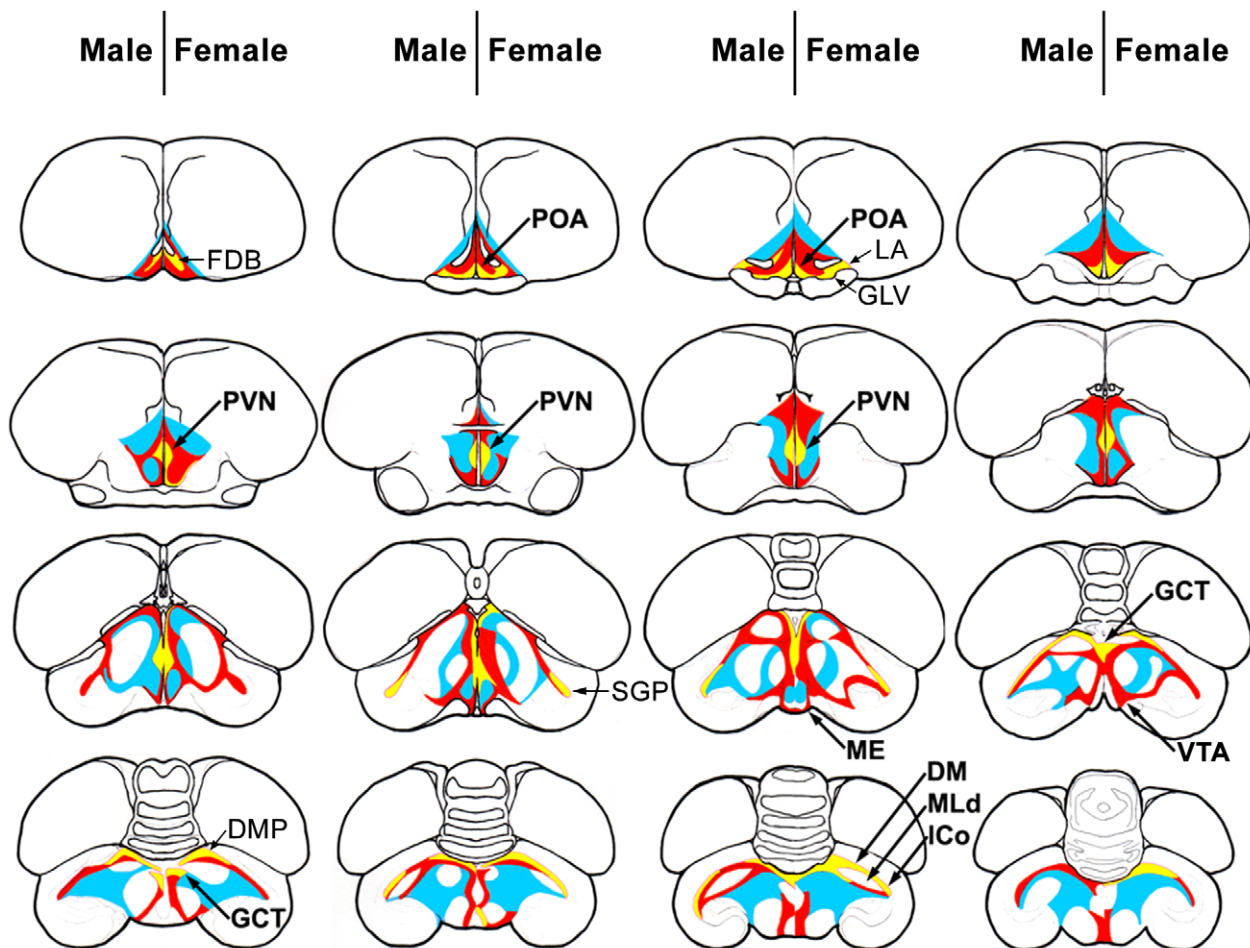 Male Female Male Female Male Female Male Female
FDB
POA
POA
LA
GLV
PVN
PVN
PVN
SGP
ME
GCT
VTA
DMP
GCT
DM
MLd
ICo